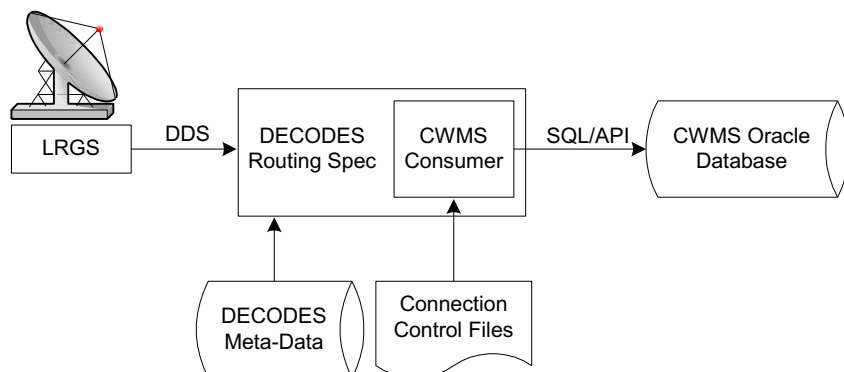 LRGS
DDS
DECODES
Routing Spec
CWMS
Consumer
SQL/API
CWMS Oracle
Database
DECODES
Meta-Data
Connection
Control Files